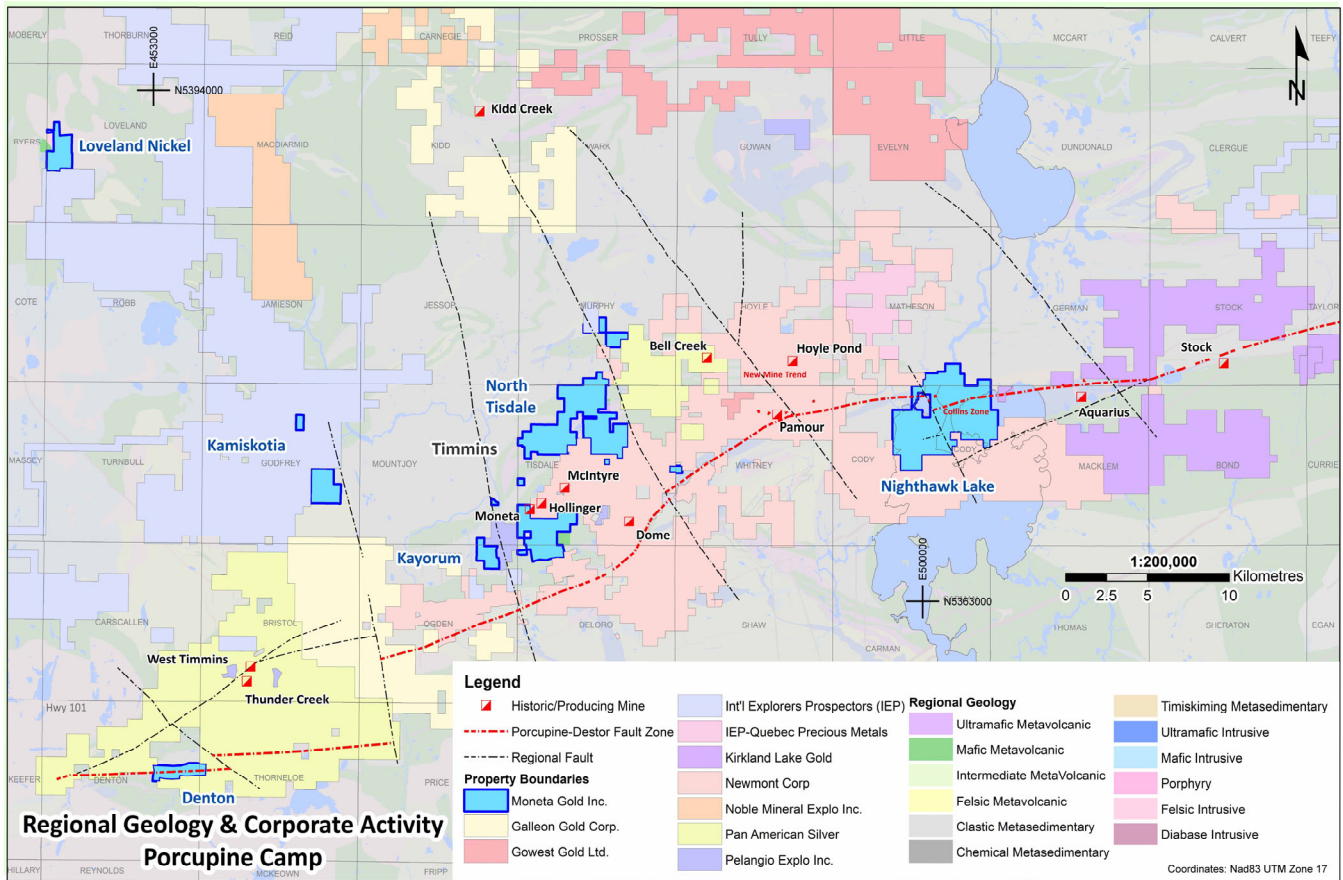 MOBERLY
THORBURN
REID
CARNEGIE
PROSSER
TULLY
LITTLE
MCCART
CALVERT
TEEFY
E453000
N5394000
N
Kidd Creek
LOVELAND
Loveland Nickel
BYERS
MACDIARMID
KIDD
WARK
GOWAN
EVELYN
DUNDONALD
CLERGUE
COTE
ROBB
JAMIESON
JESSOP
MURPHY
HOYLE
MATHESON
GERMAN
STOCK
TAYLOR
Bell Creek
Hoyle Pond
Stock
New Mine Trend
North
Tisdale
Collins Zone
Aquarius
Pamour
Kamiskotia
Timmins
MASSEY
TURNBULL
GODFREY
MOUNTJOY
TISDALE
WHITNEY
CODY
CODY
MACKLEM
BOND
CURRIE
McIntyre
Nighthawk Lake
Hollinger
Moneta
Dome
Kayorum
E500000
N5363000
1:200,000
Kilometres
0 2.5 5 10
CARSCALLEN
BRISTOL
OGDEN
DELORO
SHAW
CARMAN
THOMAS
SHERATON
EGAN
West Timmins
Thunder Creek
Hwy 101
KEEFER
DENTON
THORNELOE
PRICE
Denton
Regional Geology & Corporate Activity
Porcupine Camp
HILLARY
REYNOLDS
MCKEOWN
FRIPP
Legend
Historic/Producing Mine
Porcupine-Destor Fault Zone
Regional Fault
Property Boundaries
Moneta Gold Inc.
Galleon Gold Corp.
Gowest Gold Ltd.
Int'l Explorers Prospectors (IEP)
IEP-Quebec Precious Metals
Kirkland Lake Gold
Newmont Corp
Noble Mineral Explo Inc.
Pan American Silver
Pelangio Explo Inc.
Regional Geology
Ultramafic Metavolcanic
Mafic Metavolcanic
Intermediate MetaVolcanic
Felsic Metavolcanic
Clastic Metasedimentary
Chemical Metasedimentary
Timiskiming Metasedimentary
Ultramafic Intrusive
Mafic Intrusive
Porphyry
Felsic Intrusive
Diabase Intrusive
Coordinates: Nad83 UTM Zone 17